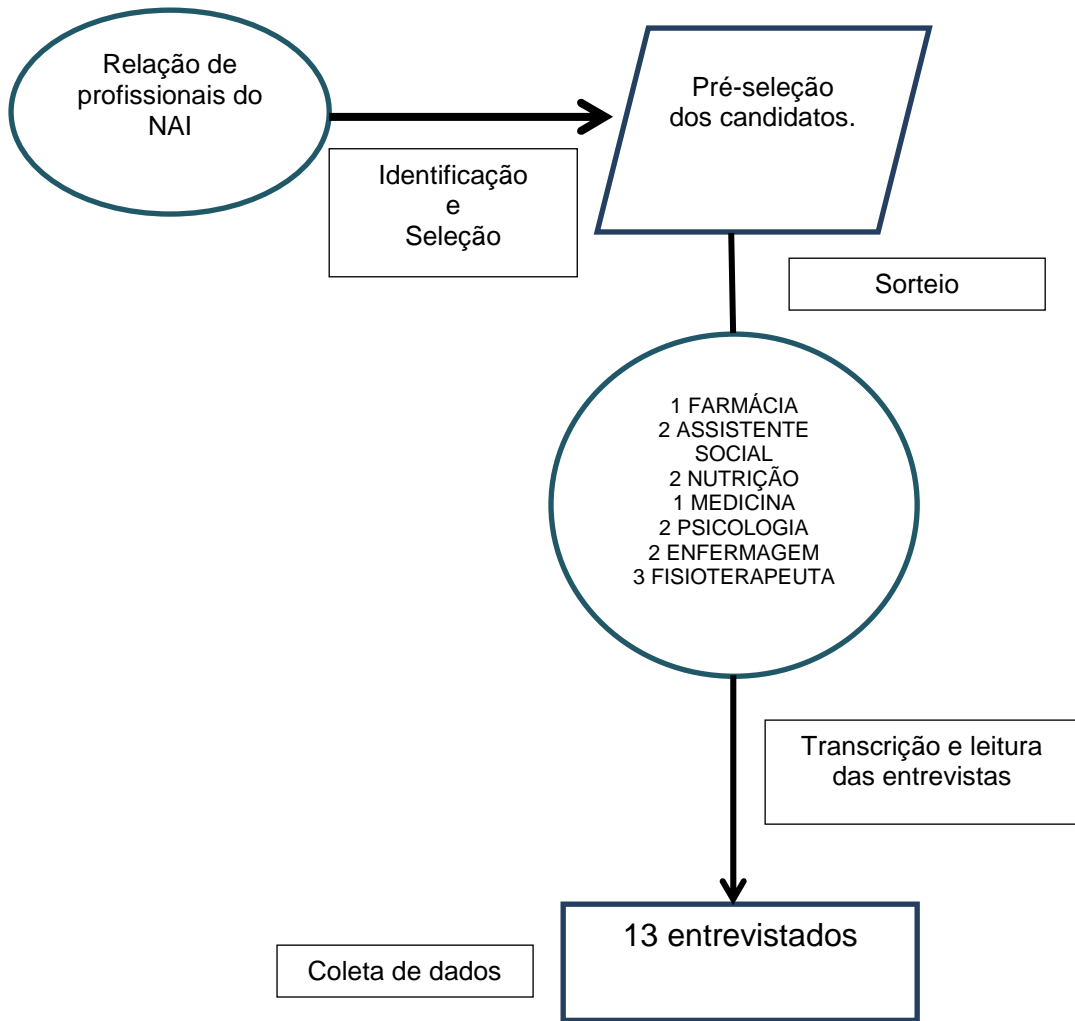 Relação de
profissionais do
NAI
Identificação
e
Seleção
Pré-seleção
dos candidatos.
Sorteio
1 FARMÁCIA
2 ASSISTENTE
SOCIAL
2 NUTRIÇÃO
1 MEDICINA
2 PSICOLOGIA
2 ENFERMAGEM
3 FISIOTERAPEUTA
Transcrição e leitura
das entrevistas
13 entrevistados
Coleta de dados